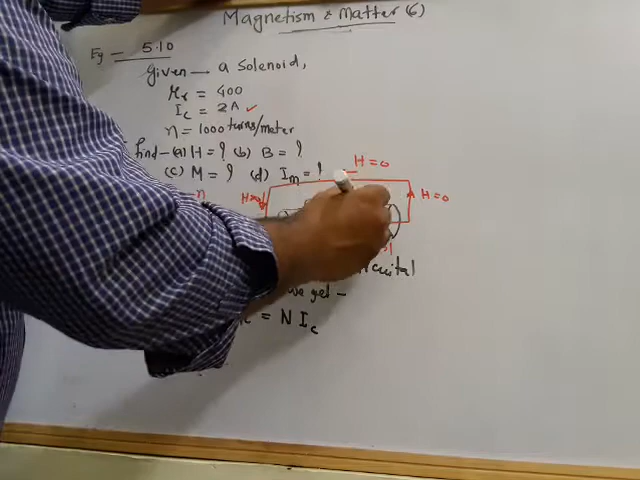 Magnetism & Matter (6)
Eg — 5.10
Given — a solenoid,
μr = 400
Ic = 2A ✓
n = 1000 turns/meter
find - (a) H = ? (b) B = ?
(c) M = ? (d) Im = ?
H = 0
H = 0
we get -
= N Ic